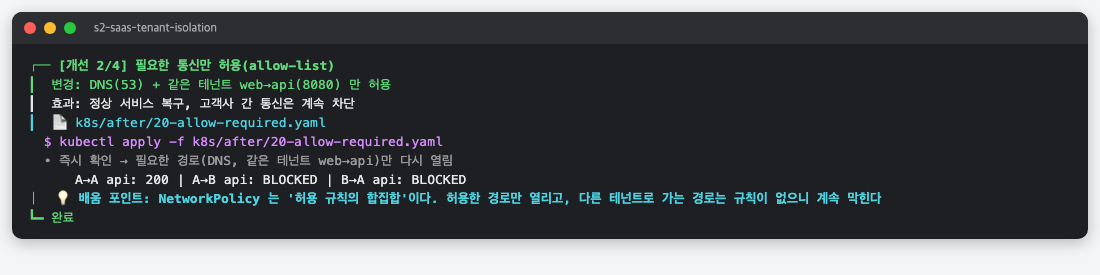 s2-saas-tenant-isolation
[개선 2/4] 필요한 통신만 허용(allow-list)
변경: DNS(53) + 같은 테넌트 web→api(8080) 만 허용
효과: 정상 서비스 복구, 고객사 간 통신은 계속 차단
📄 k8s/after/20-allow-required.yaml
$ kubectl apply -f k8s/after/20-allow-required.yaml
• 즉시 확인 → 필요한 경로(DNS, 같은 테넌트 web→api)만 다시 열림
A→A api: 200 | A→B api: BLOCKED | B→A api: BLOCKED
💡 배움 포인트: NetworkPolicy 는 '허용 규칙의 합집합'이다. 허용한 경로만 열리고, 다른 테넌트로 가는 경로는 규칙이 없으니 계속 막힌다
완료